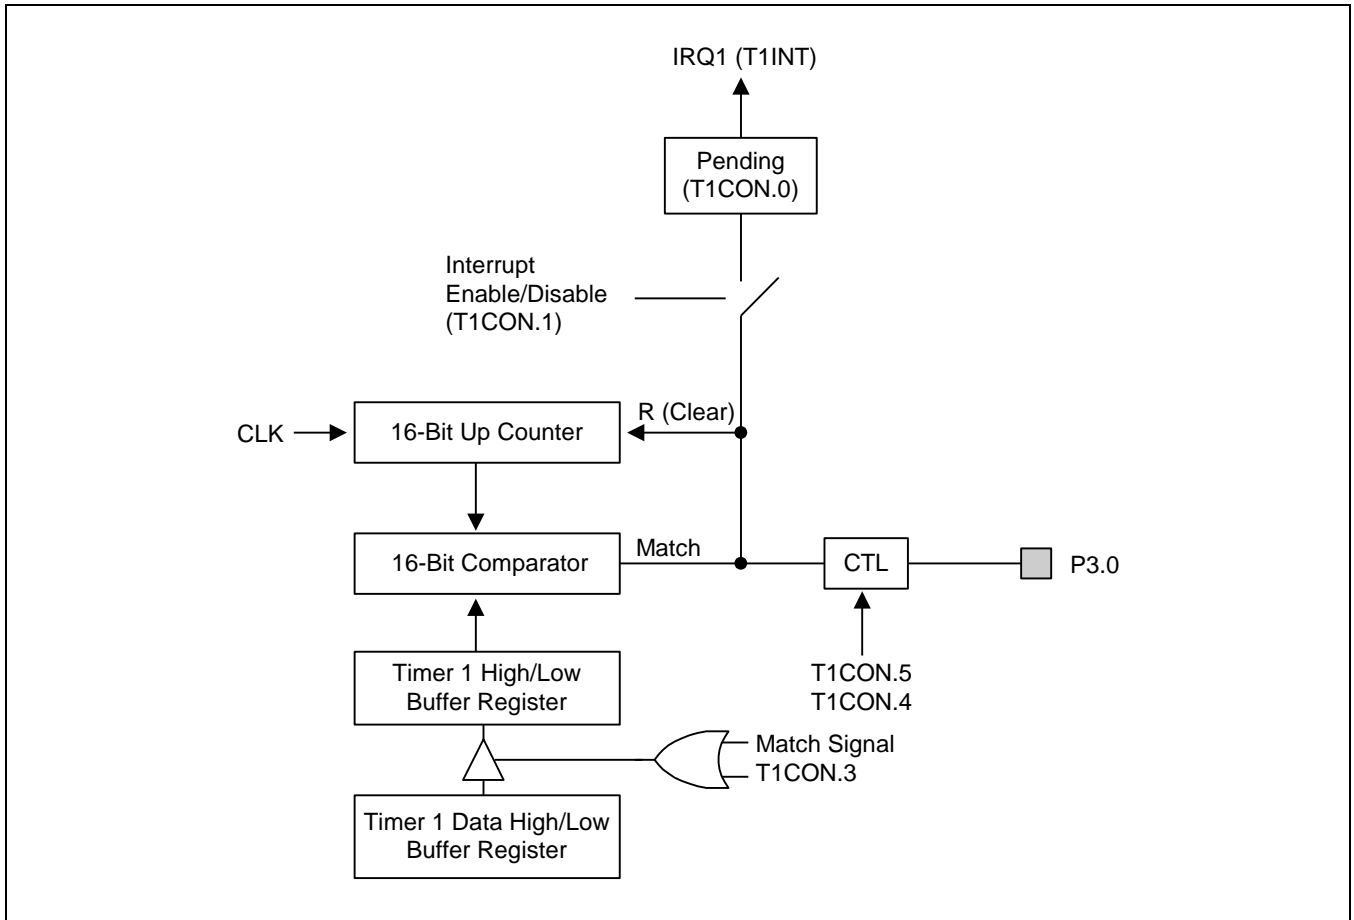 IRQ1 (T1INT)
Pending
(T1CON.0)
Interrupt
Enable/Disable
(T1CON.1)
R (Clear)
CLK
16-Bit Up Counter
16-Bit Comparator
Match
CTL
P3.0
Timer 1 High/Low
Buffer Register
T1CON.5
T1CON.4
Match Signal
T1CON.3
Timer 1 Data High/Low
Buffer Register